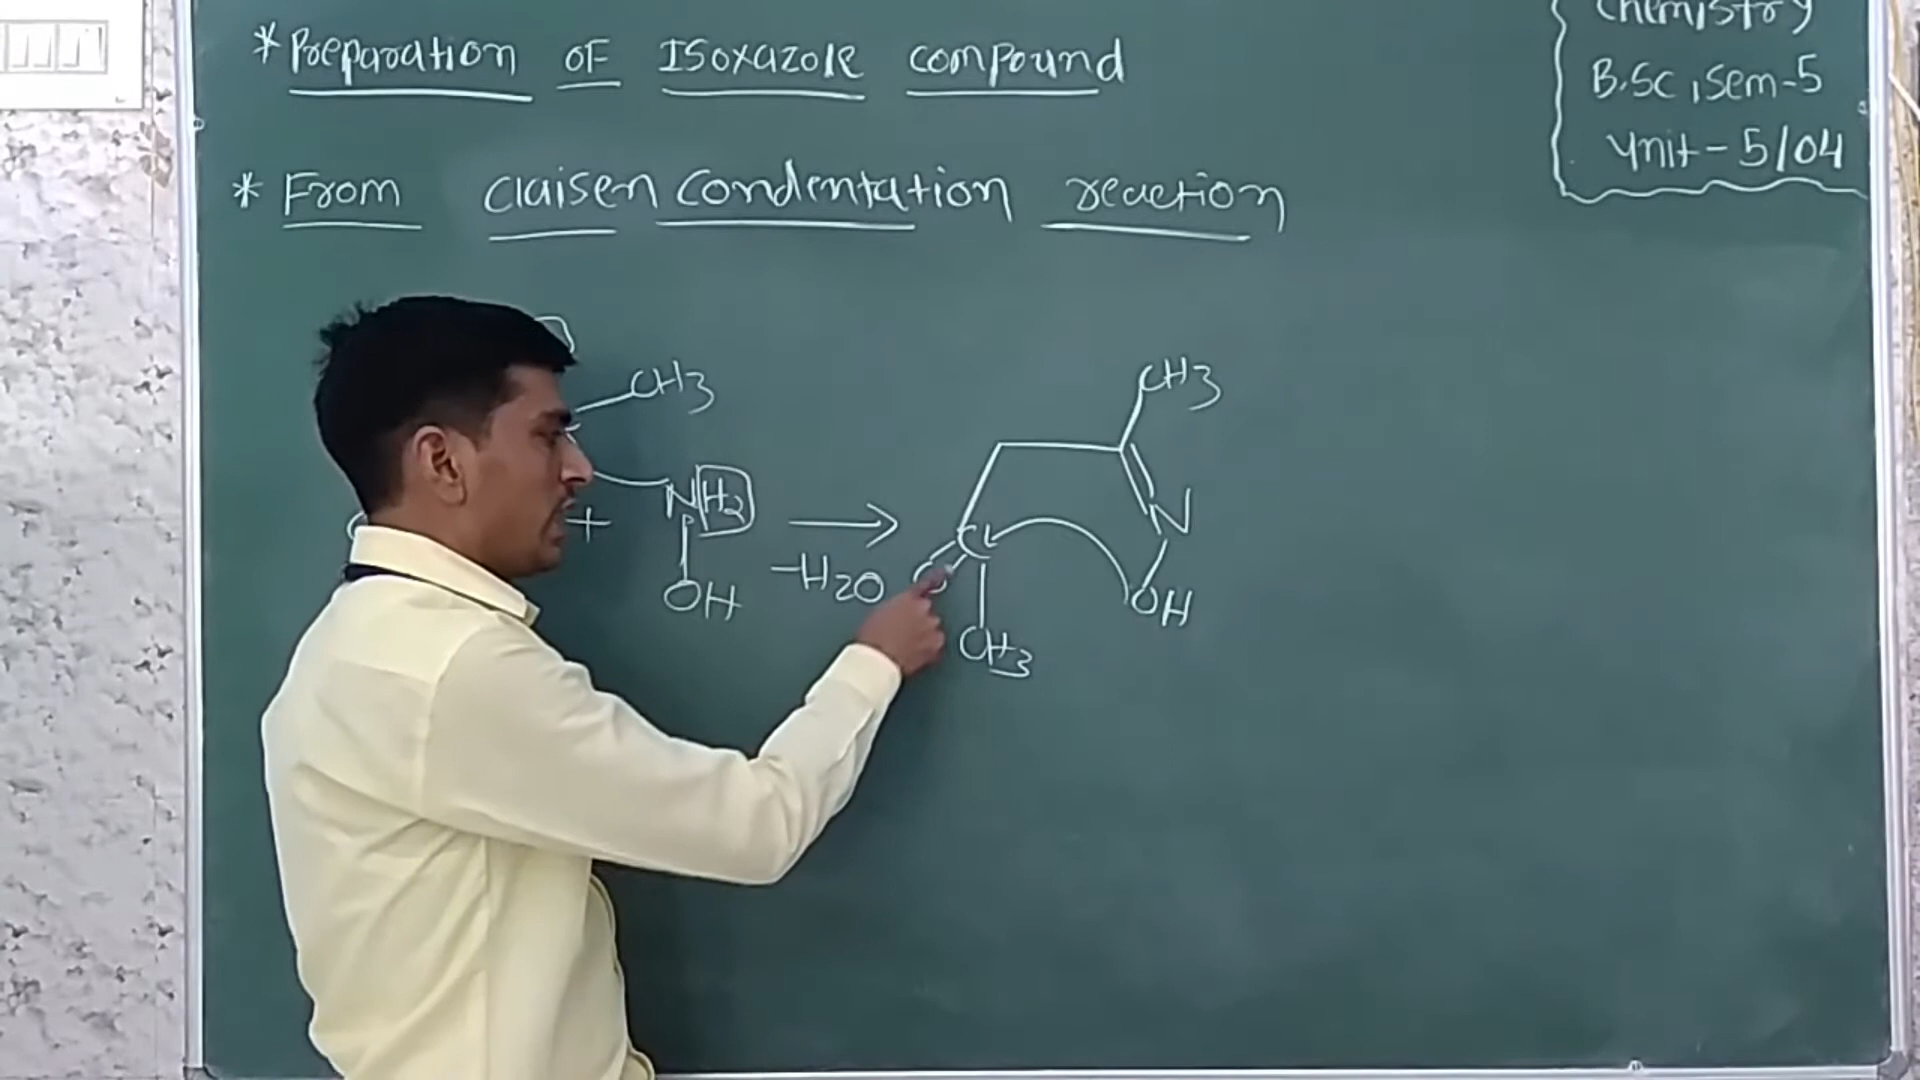 Chemistry
B.Sc, Sem-5
Unit - 5/04
* Preparation of Isoxazole compound
* From Claisen Condentation reaction
CH3
CH3
+ NH2
N
-H2O
OH
C
O
OH
CH3